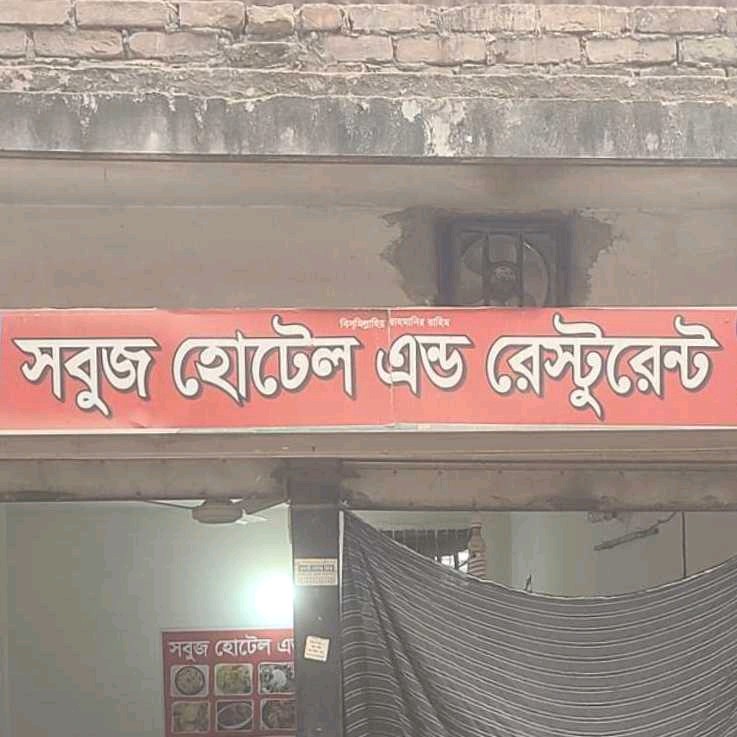 বিসমিল্লাহির রাহমানির রাহিম
সবুজ হোটেল এন্ড রেস্টুরেন্ট
সবুজ হোটেল